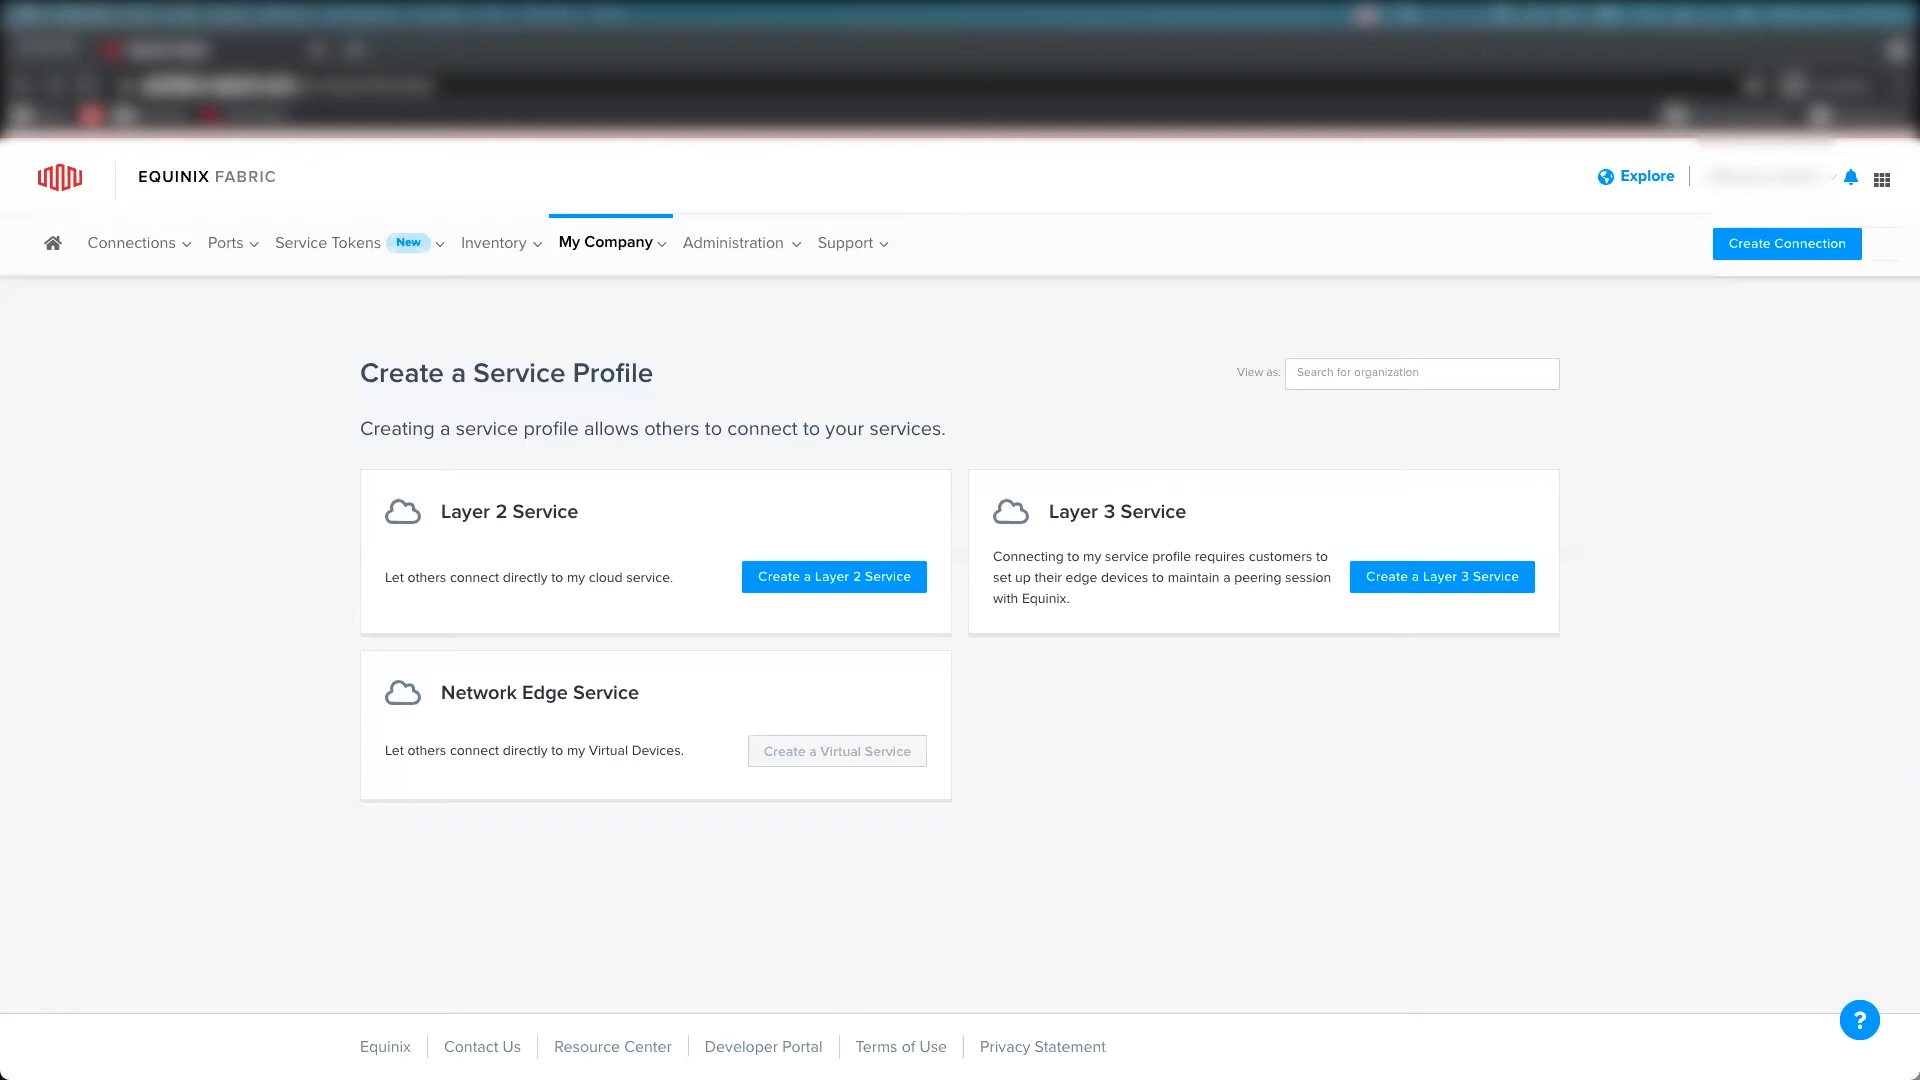 EQUINIX FABRIC
Explore
Connections
Ports
Service Tokens New
Inventory
My Company
Administration
Support
Create Connection
Create a Service Profile
View as: Search for organization
Creating a service profile allows others to connect to your services.
Layer 2 Service
Let others connect directly to my cloud service.
Create a Layer 2 Service
Layer 3 Service
Connecting to my service profile requires customers to
set up their edge devices to maintain a peering session
with Equinix.
Create a Layer 3 Service
Network Edge Service
Let others connect directly to my Virtual Devices.
Create a Virtual Service
?
Equinix
Contact Us
Resource Center
Developer Portal
Terms of Use
Privacy Statement